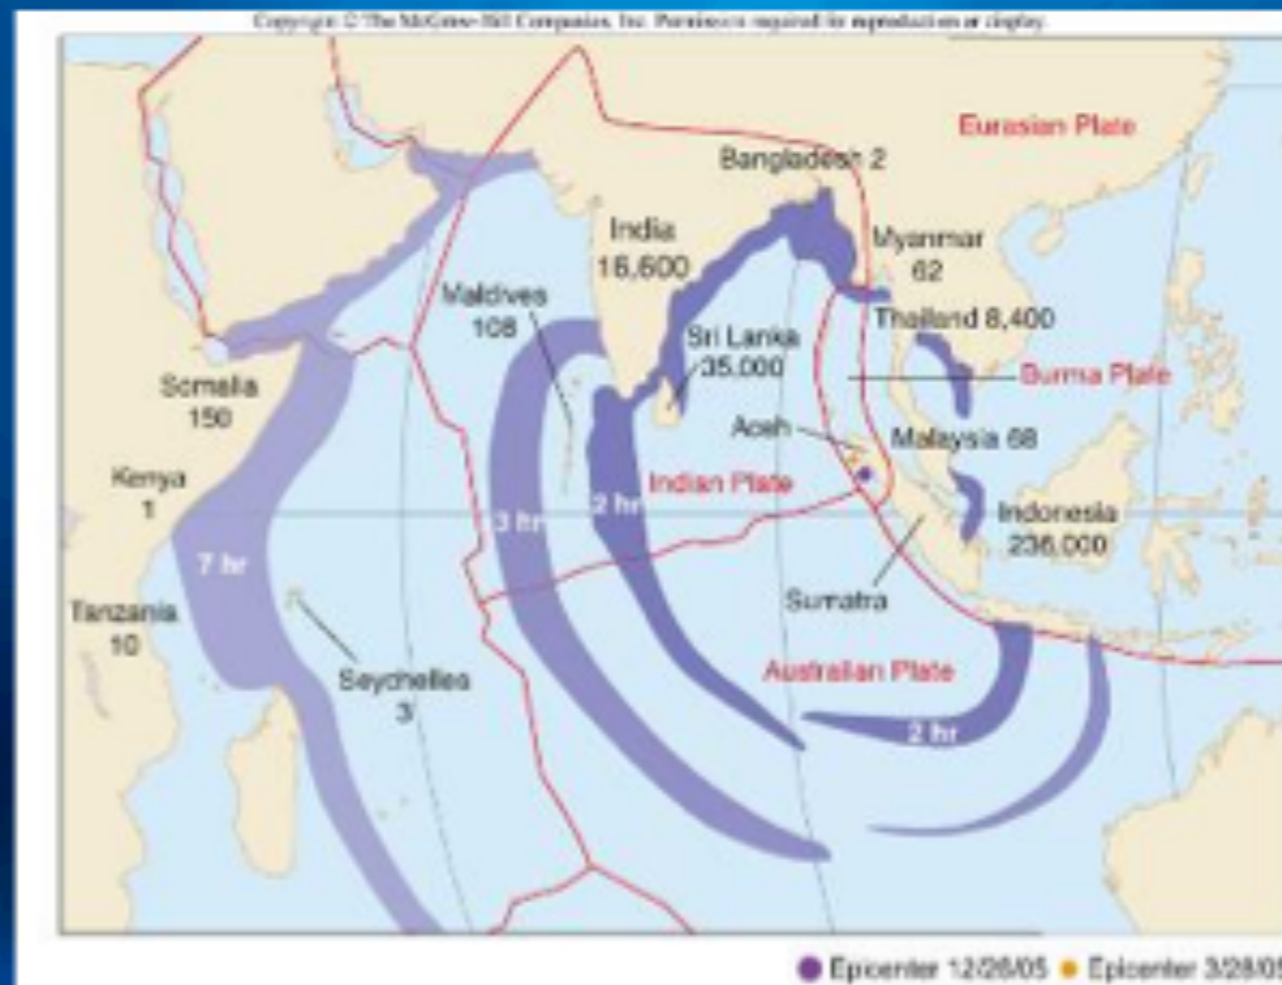 Copyright © The McGraw-Hill Companies, Inc. Permission required for reproduction or display.
Eurasian Plate
Bangladesh 2
India
16,600
Myanmar
62
Maldives
108
Thailand 8,400
Sri Lanka
35,000
Burma Plate
Somalia
150
Aceh
Malaysia 68
Kenya
1
Indian Plate
2 hr
3 hr
Indonesia
236,000
7 hr
Sumatra
Tanzania
10
Australian Plate
Seychelles
3
2 hr
Epicenter 12/26/05 Epicenter 3/28/05